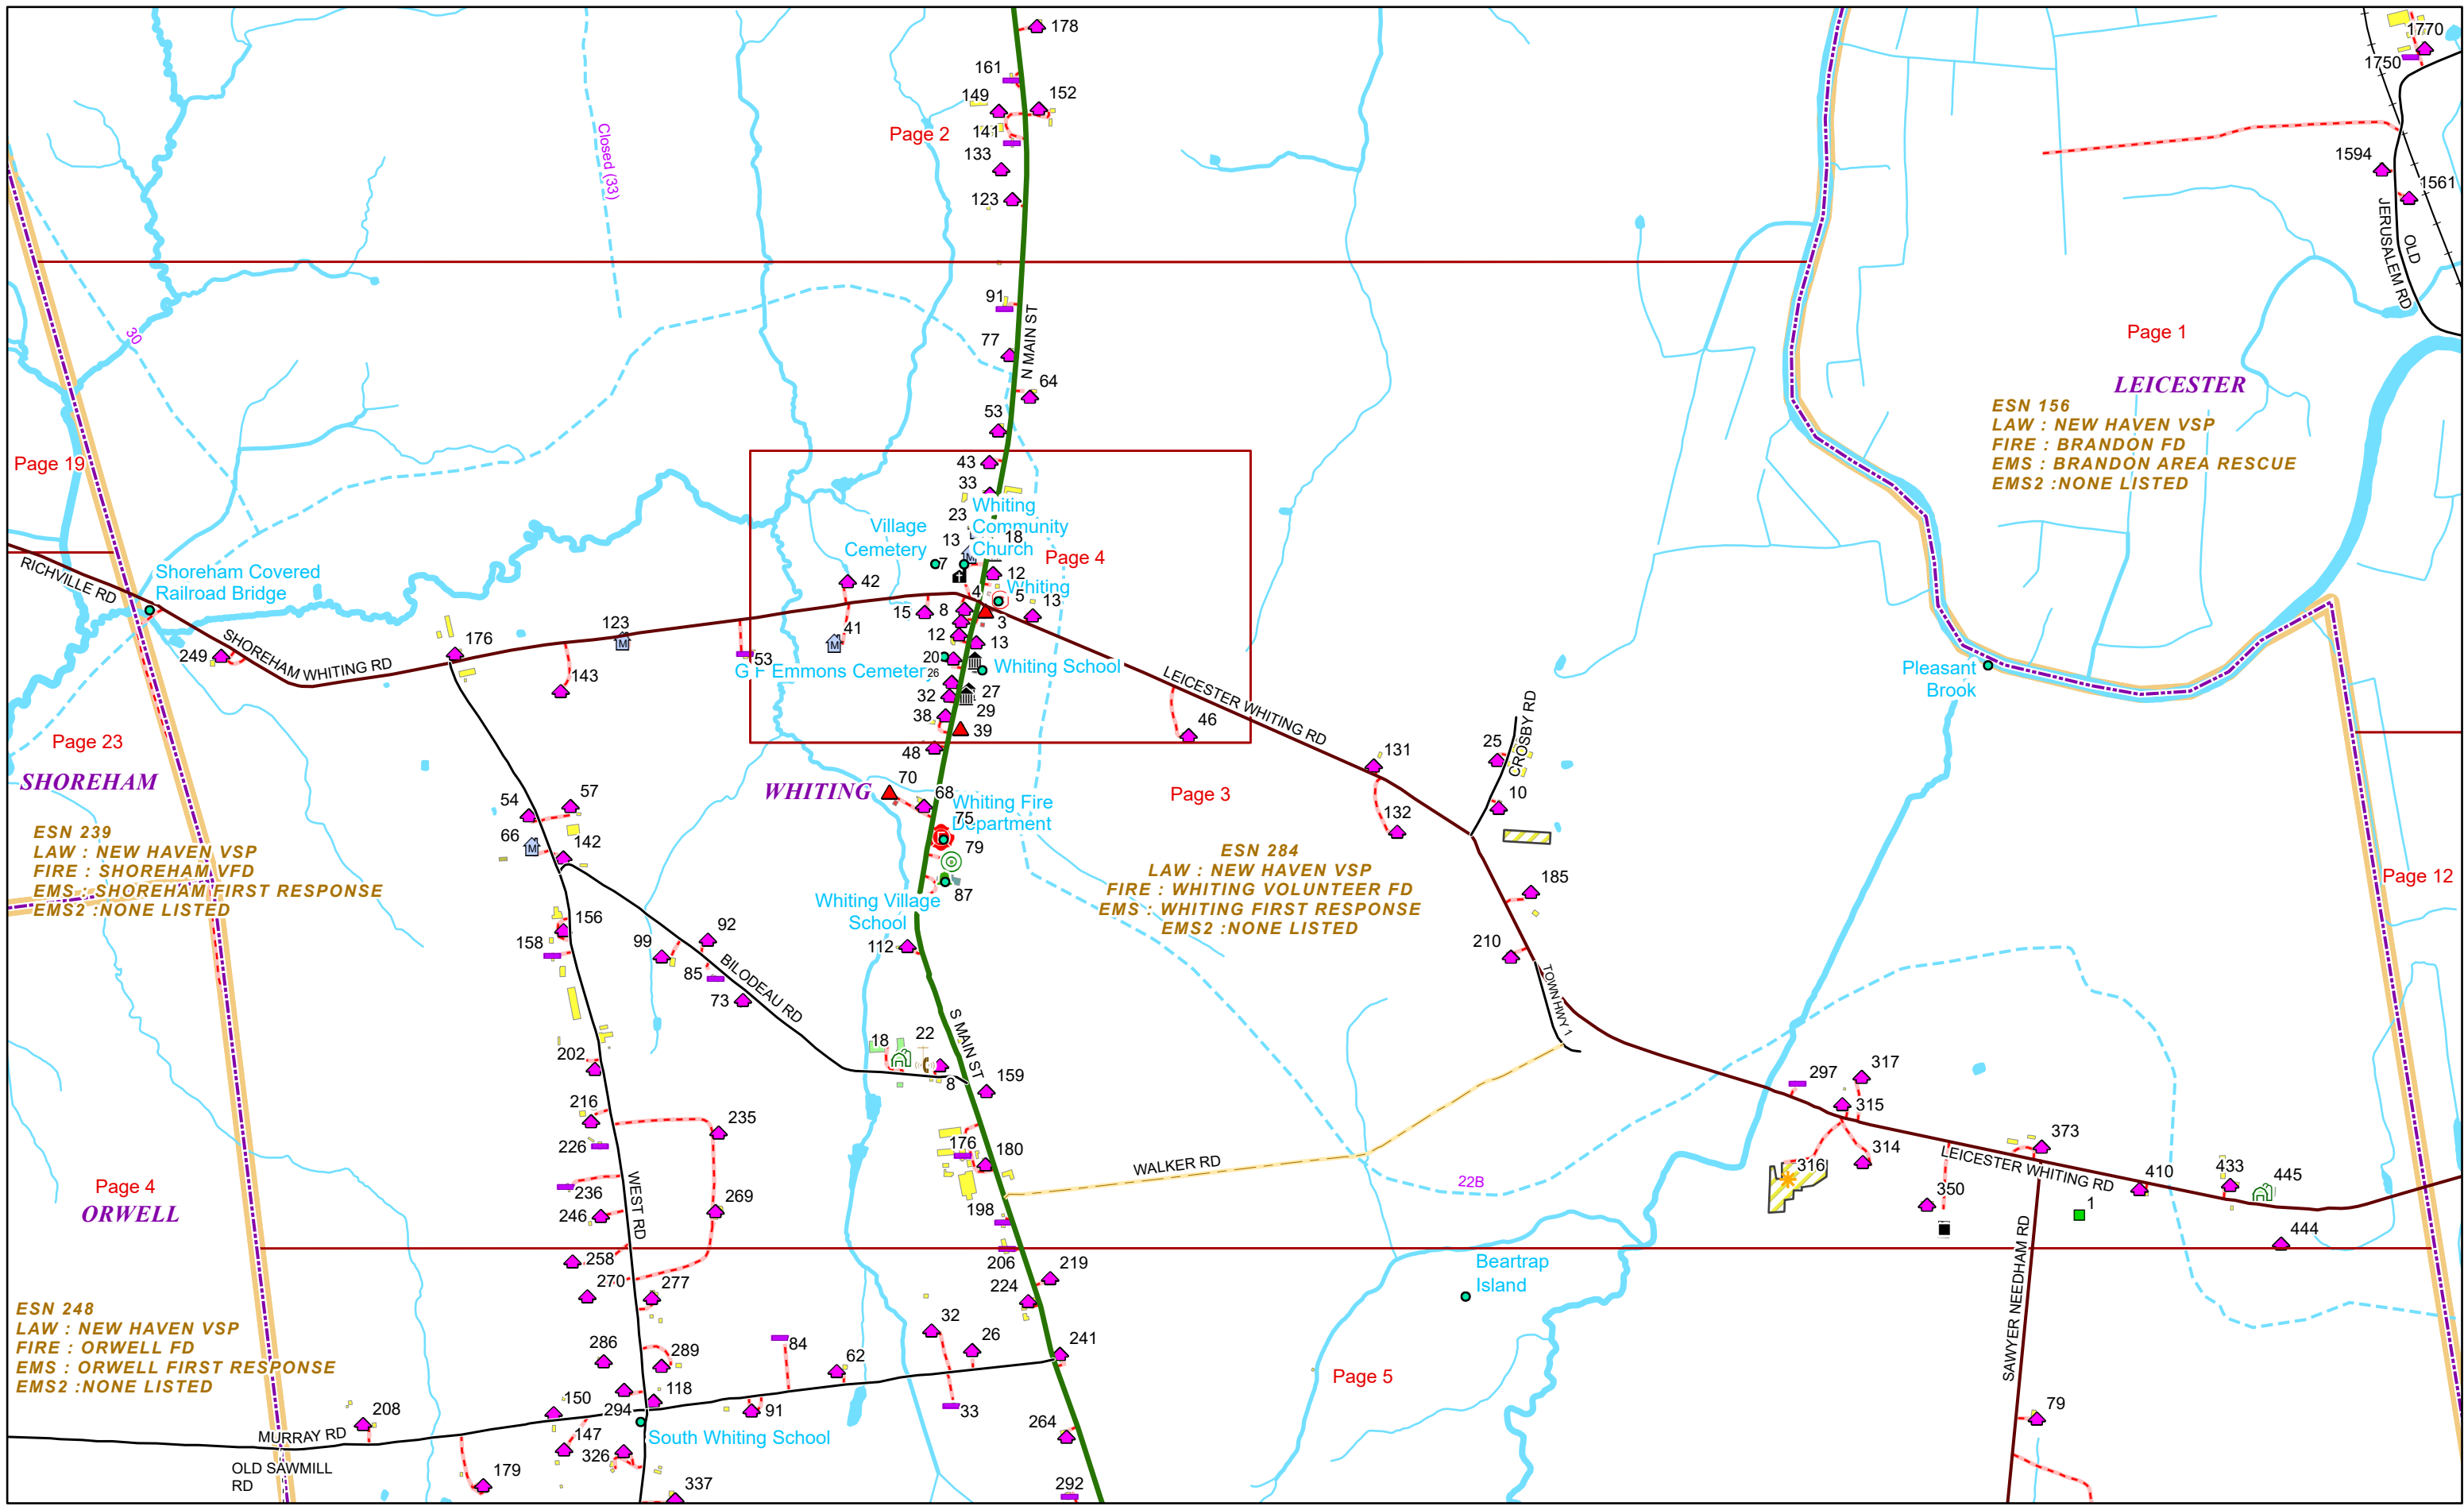 178
1770
161
1750
149
152
Page 2
141
Closed (33)
133
1594
123
1561
JERUSALEM RD
OLD
91
N MAIN ST
77
30
Page 1
64
LEICESTER
53
ESN 156
LAW : NEW HAVEN VSP
FIRE : BRANDON FD
EMS : BRANDON AREA RESCUE
EMS2 :NONE LISTED
Page 19
43
33
Whiting
Community
Church
23
Village
Cemetery
13
18
Page 4
7
RICHVILLE RD
Shoreham Covered
Railroad Bridge
42
12
Whiting
4
5
15
8
13
3
123
41
12
13
SHOREHAM WHITING RD
176
249
53
20
G F Emmons Cemetery
26
Whiting School
143
27
32
29
LEICESTER WHITING RD
46
38
39
48
Pleasant
Brook
Page 23
SHOREHAM
131
25
CROSBY RD
WHITING
70
68
Page 3
10
54
57
Whiting Fire
Department
75
132
66
142
79
ESN 239
LAW : NEW HAVEN VSP
FIRE : SHOREHAM VFD
EMS : SHOREHAM FIRST RESPONSE
EMS2 :NONE LISTED
ESN 284
LAW : NEW HAVEN VSP
FIRE : WHITING VOLUNTEER FD
EMS : WHITING FIRST RESPONSE
EMS2 :NONE LISTED
Page 12
185
87
Whiting Village
School
156
158
92
99
112
210
85
BILODEAU RD
73
TOWN HWY 1
S MAIN ST
18
22
202
8
159
297
317
216
315
235
226
176
180
373
WALKER RD
314
316
LEICESTER WHITING RD
410
433
445
Page 4
ORWELL
236
WEST RD
22B
350
1
246
269
198
444
258
206
219
Beartrap
Island
270
277
224
SAWYER NEEDHAM RD
ESN 248
LAW : NEW HAVEN VSP
FIRE : ORWELL FD
EMS : ORWELL FIRST RESPONSE
EMS2 :NONE LISTED
32
26
241
286
289
84
62
Page 5
118
150
208
294
91
33
79
MURRAY RD
147
South Whiting School
264
326
OLD SAWMILL
RD
179
337
292